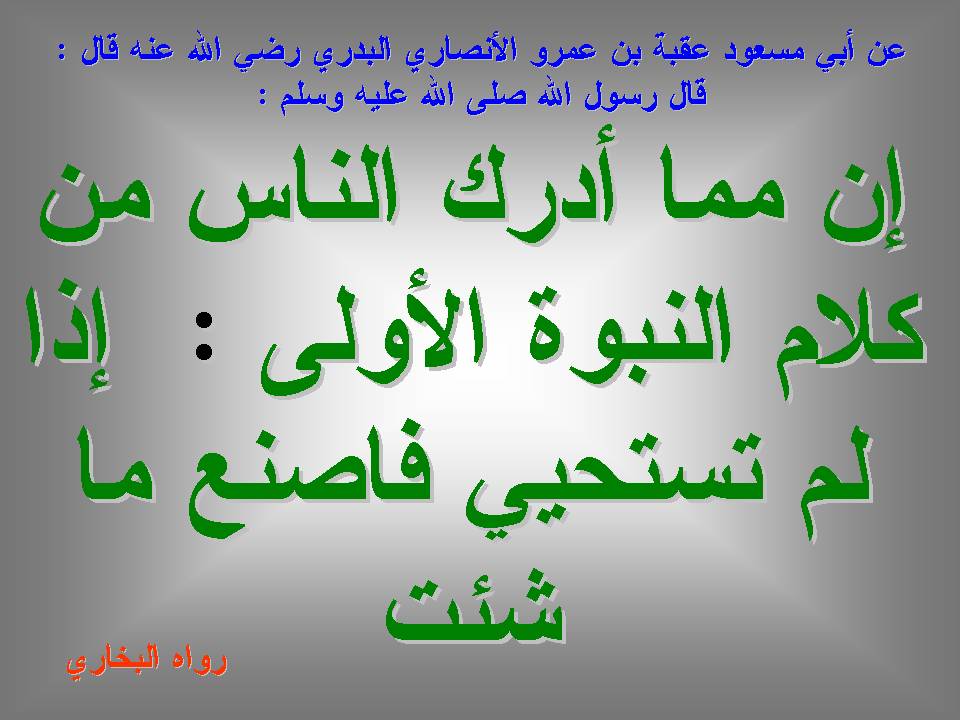 عن أبي مسعود عقبة بن عمرو الأنصاري البدري رضي الله عنه قال :
قال رسول الله صلى الله عليه وسلم :
إن مما أدرك الناس من
كلام النبوة الأولى : إذا
لم تستحيي فاصنع ما
شئت
رواه البخاري